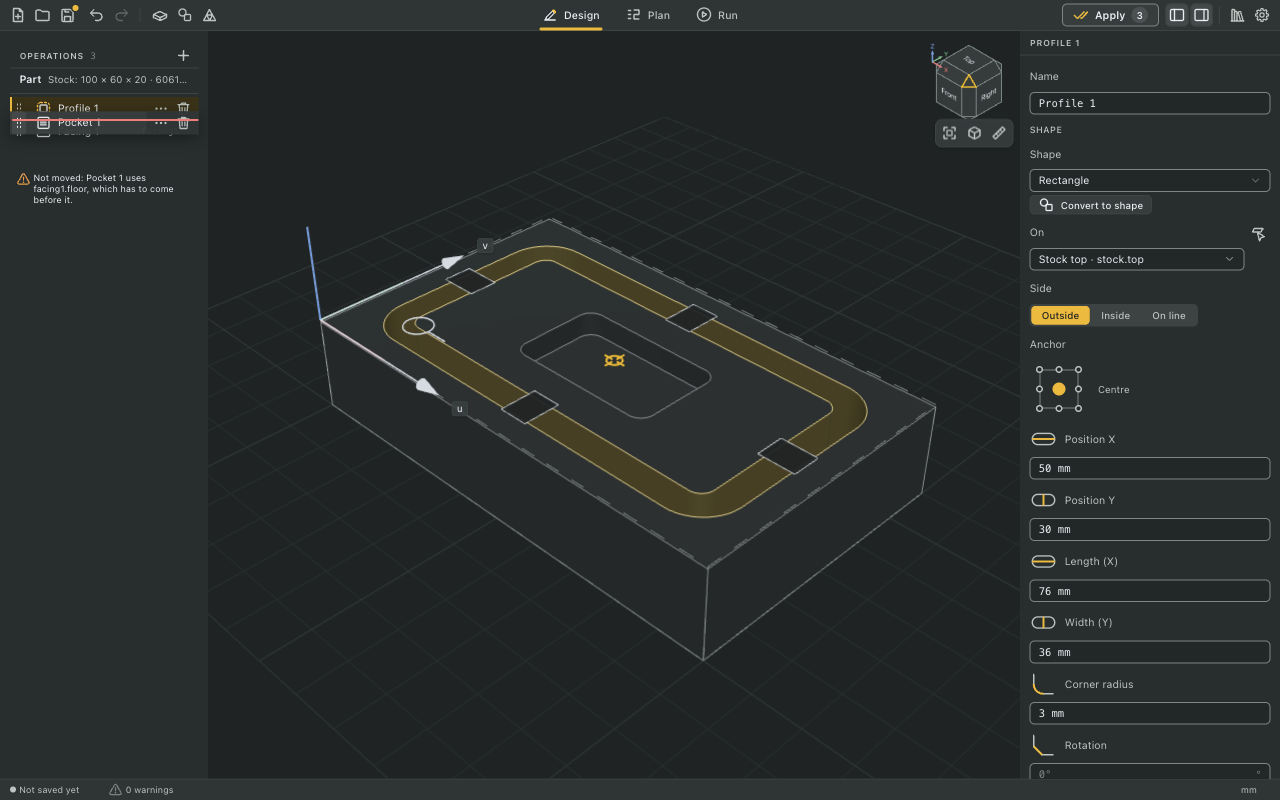 Design
Plan
Run
Apply 3
OPERATIONS 3
Part Stock: 100 × 60 × 20 · 6061...
Profile 1
Pocket 1
Not moved: Pocket 1 uses
facing1.floor, which has to come
before it.
Z
Y
X
Top
Front
Right
v
u
PROFILE 1
Name
Profile 1
SHAPE
Shape
Rectangle
Convert to shape
On
Stock top · stock.top
Side
Outside
Inside
On line
Anchor
Centre
Position X
50 mm
Position Y
30 mm
Length (X)
76 mm
Width (Y)
36 mm
Corner radius
3 mm
Rotation
0°
°
Not saved yet
0 warnings
mm